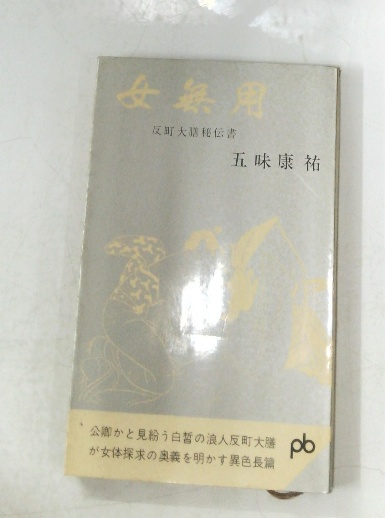 女無用
反町大膳秘伝書
五味康祐
公卿かと見紛う白皙の浪人反町大膳
が女体探求の奥義を明かす異色長篇
pb